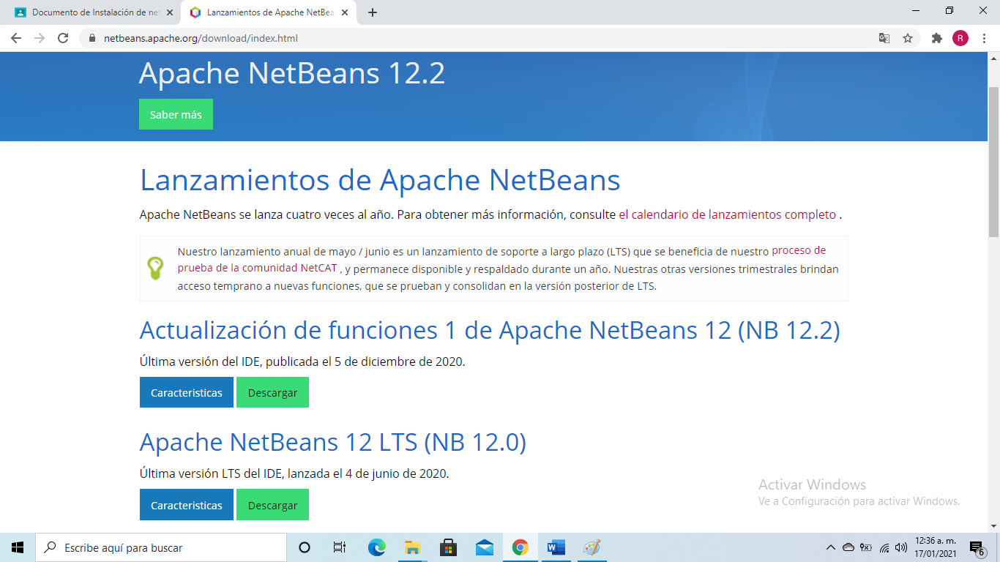 Documento de Instalación de net
Lanzamientos de Apache NetBea
netbeans.apache.org/download/index.html
R
Apache NetBeans 12.2
Saber más
Lanzamientos de Apache NetBeans
Apache NetBeans se lanza cuatro veces al año. Para obtener más información, consulte el calendario de lanzamientos completo .
Nuestro lanzamiento anual de mayo / junio es un lanzamiento de soporte a largo plazo (LTS) que se beneficia de nuestro proceso de
prueba de la comunidad NetCAT , y permanece disponible y respaldado durante un año. Nuestras otras versiones trimestrales brindan
acceso temprano a nuevas funciones, que se prueban y consolidan en la versión posterior de LTS.
Actualización de funciones 1 de Apache NetBeans 12 (NB 12.2)
Última versión del IDE, publicada el 5 de diciembre de 2020.
Caracteristicas Descargar
Apache NetBeans 12 LTS (NB 12.0)
Última versión LTS del IDE, lanzada el 4 de junio de 2020.
Caracteristicas Descargar
Activar Windows
Ve a Configuración para activar Windows.
Escribe aquí para buscar
12:36 a. m.
17/01/2021
6